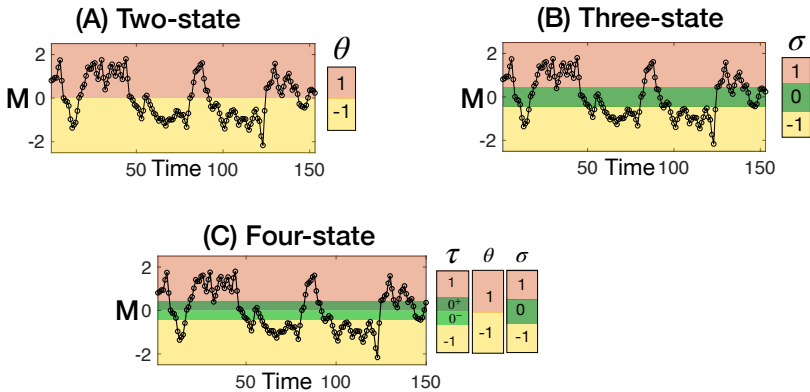 (A) Two-state
2
M 0
-2
50 Time 100 150
θ
1
-1
(B) Three-state
2
M 0
-2
50 Time 100 150
σ
1
0
-1
(C) Four-state
2
M 0
-2
50 Time 100 150
τ θ σ
1
0⁺
0⁻
-1
1
-1
1
0
-1